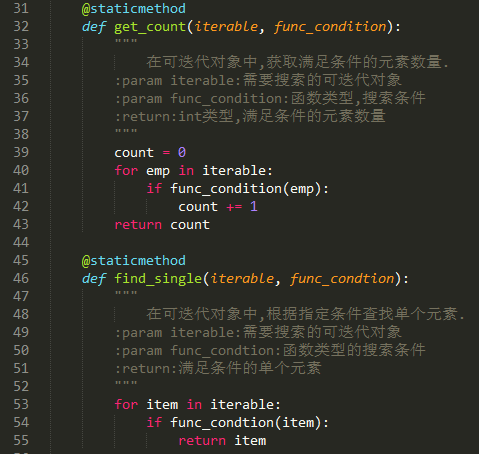 31 @staticmethod
32 def get_count(iterable, func_condition):
33 """
34 在可迭代对象中,获取满足条件的元素数量.
35 :param iterable:需要搜索的可迭代对象
36 :param func_condition:函数类型,搜索条件
37 :return:int类型,满足条件的元素数量
38 """
39 count = 0
40 for emp in iterable:
41 if func_condition(emp):
42 count += 1
43 return count
44
45 @staticmethod
46 def find_single(iterable, func_condtion):
47 """
48 在可迭代对象中,根据指定条件查找单个元素.
49 :param iterable:需要搜索的可迭代对象
50 :param func_condtion:函数类型的搜索条件
51 :return:满足条件的单个元素
52 """
53 for item in iterable:
54 if func_condtion(item):
55 return item